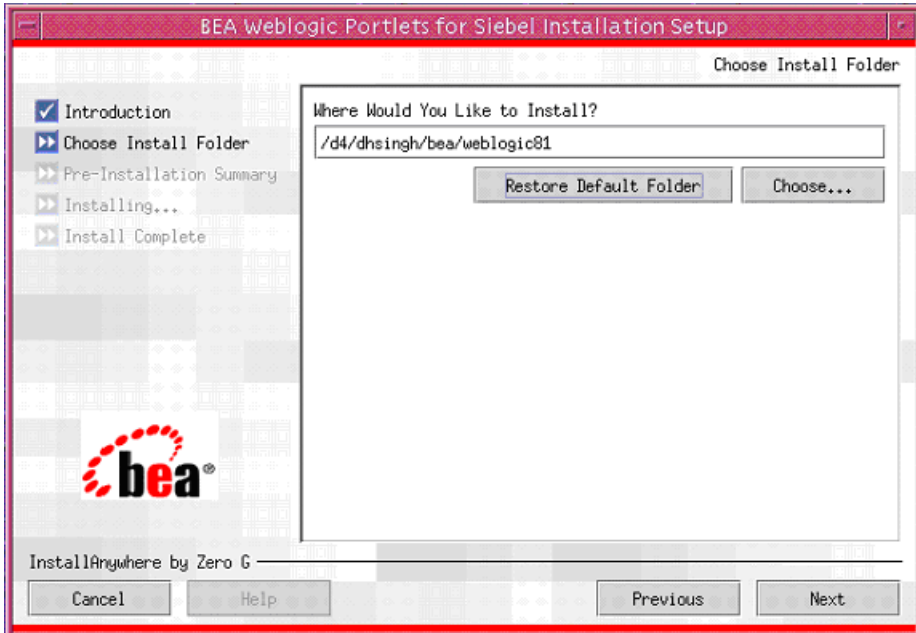 BEA Weblogic Portlets for Siebel Installation Setup
Choose Install Folder
Introduction
Choose Install Folder
Pre-Installation Summary
Installing...
Install Complete
Where Would You Like to Install?
/d4/dhsingh/bea/weblogic81
Restore Default Folder
Choose...
bea®
InstallAnywhere by Zero G
Cancel
Help
Previous
Next